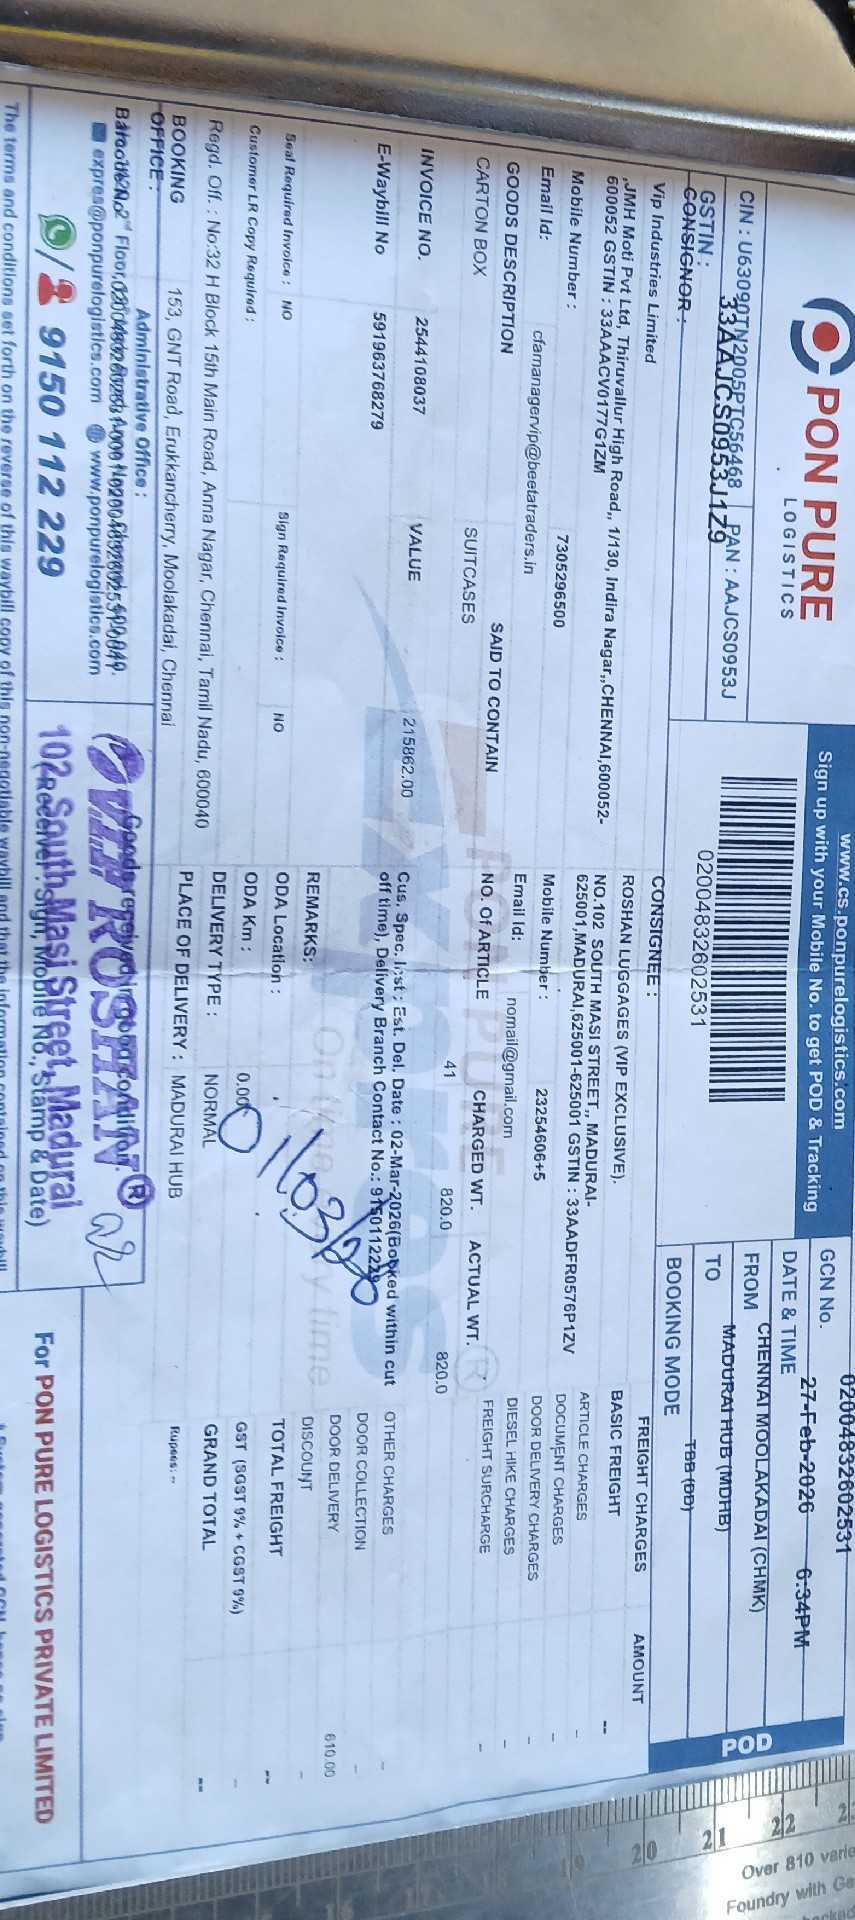 PON PURE
LOGISTICS
www.cs.ponpurelogistics.com
Sign up with your Mobile No. to get POD & Tracking
CIN : U63090TN2005PTC56468
PAN : AAJCS0953J
GSTIN :
33AAJCS0953J1Z9
02004832602531
GCN No.
02004832602531
DATE & TIME
27-Feb-2026 6:34PM
FROM
CHENNAI MOOLAKADAI (CHMK)
TO
MADURAI HUB (MDHB)
BOOKING MODE
TBB (DD)
POD
CONSIGNOR :
Vip Industries Limited
,JMH Moti Pvt Ltd, Thiruvallur High Road,, 1/130, Indira Nagar,,CHENNAI,600052-
600052 GSTIN : 33AAACV0177G1ZM
Mobile Number :
7305296500
Email Id:
cfamanagervip@beetatraders.in
CONSIGNEE :
ROSHAN LUGGAGES (VIP EXCLUSIVE).
NO.102 SOUTH MASI STREET,, MADURAI-
625001,MADURAI,625001-625001 GSTIN : 33AADFR0576P1ZV
Mobile Number :
23254606+5
Email Id:
nomail@gmail.com
GOODS DESCRIPTION
SAID TO CONTAIN
NO. Of ARTICLE
CHARGED WT.
ACTUAL WT.
CARTON BOX
SUITCASES
41
820.0
820.0
INVOICE NO.
2544108037
VALUE
215862.00
E-Waybill No
591963768279
Cus. Spec. Inst : Est. Del. Date : 02-Mar-2026(Booked within cut
off time), Delivery Branch Contact No.: 9150112229
REMARKS:
Seal Required Invoice : NO
Sign Required Invoice : NO
ODA Location :
Customer LR Copy Required :
ODA Km :
0.00
Regd. Off. : No:32 H Block 15th Main Road, Anna Nagar, Chennai, Tamil Nadu, 600040
DELIVERY TYPE :
NORMAL
BOOKING
OFFICE :
153, GNT Road, Erukkancherry, Moolakadai, Chennai
PLACE OF DELIVERY :
MADURAI HUB
FREIGHT CHARGES
AMOUNT
BASIC FREIGHT
--
ARTICLE CHARGES
-
DOCUMENT CHARGES
-
DOOR DELIVERY CHARGES
-
DIESEL HIKE CHARGES
-
FREIGHT SURCHARGE
-
OTHER CHARGES
-
DOOR COLLECTION
-
DOOR DELIVERY
610.00
DISCOUNT
-
TOTAL FREIGHT
--
GST (SGST 9% + CGST 9%)
-
GRAND TOTAL
--
Rupees: --
PON PURE
Expres
On time every time
01/03/26
Administrative Office :
expres@ponpurelogistics.com www.ponpurelogistics.com
9150 112 229
Goods received in good condition.
VIP ROSHAN
102, South Masi Street, Madurai
(Receiver: Sign, Mobile No., Stamp & Date)
For PON PURE LOGISTICS PRIVATE LIMITED
The terms and conditions set forth on the reverse of this waybill copy of this non-negotiable waybill and that the information contained on this waybill
20 21 22
Over 810
Foundry with